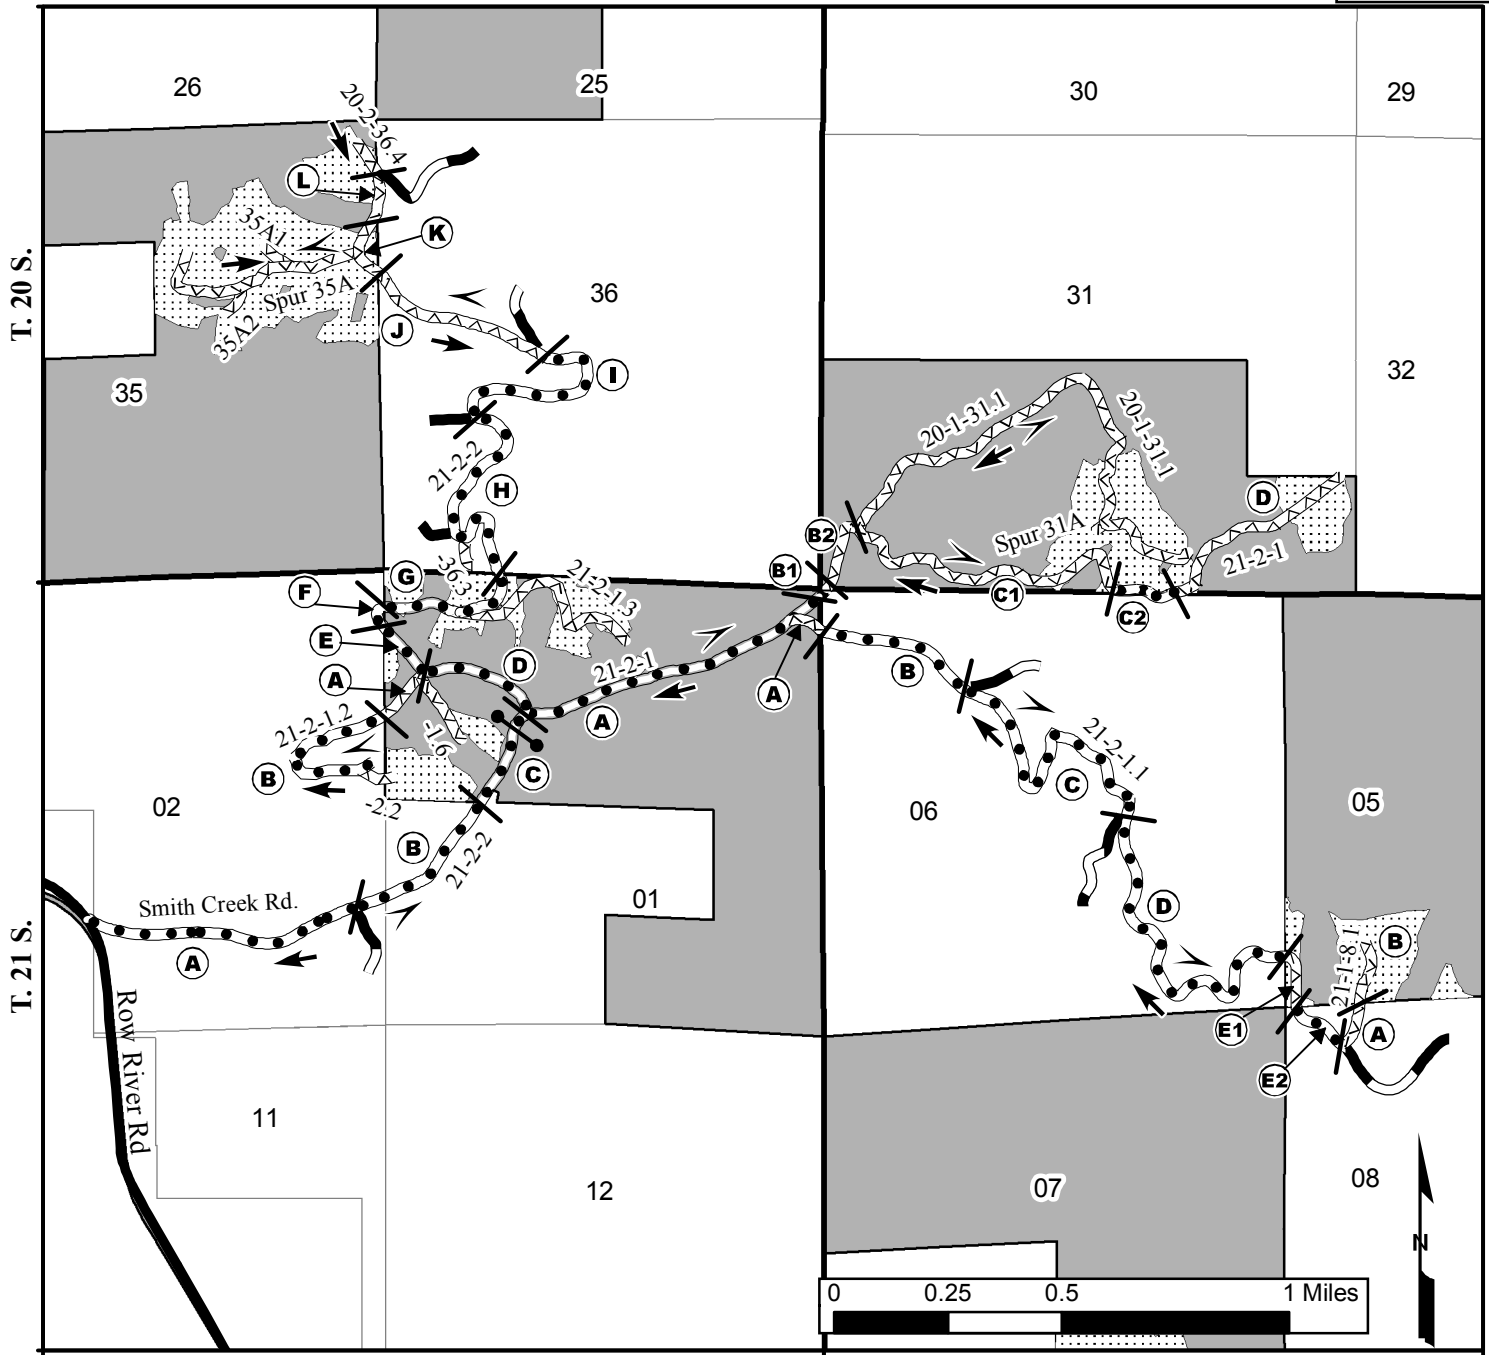 26
25
30
29
20-2-36.4
L
35A1
K
T. 20 S.
36
31
Spur 35A
J
35A2
I
32
35
20-1-31.1
20-1-31.1
21-2-2
H
D
B2
Spur 31A
21-2-1
B1
C1
C2
G
-36.3
21-2-1.3
F
E
D
21-2-1
A
B
A
A
21-2-1.2
-1.6
21-2-1.1
B
C
C
-2.2
02
06
05
B
21-2-2
01
Smith Creek Rd.
D
A
T. 21 S.
B
21-1-8.1
Row River Rd
E1
A
E2
11
12
07
08
N
0 0.25 0.5 1 Miles